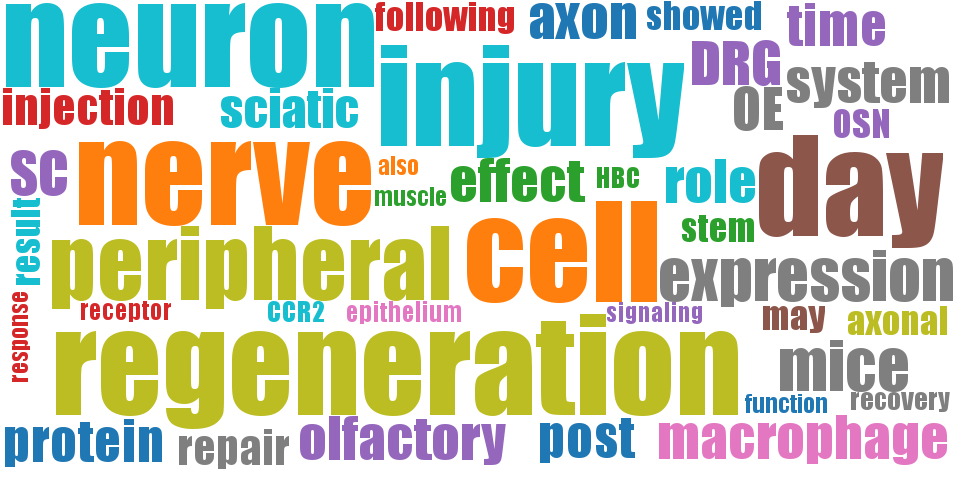 neuron
following
axon
showed
time
injury
DRG
system
injection
sciatic
OE
OSN
nerve
day
SC
also
effect
HBC
role
muscle
result
stem
peripheral
cell
expression
response
receptor
CCR2
epithelium
signaling
may
axonal
regeneration
mice
function
recovery
protein
repair
olfactory
post
macrophage